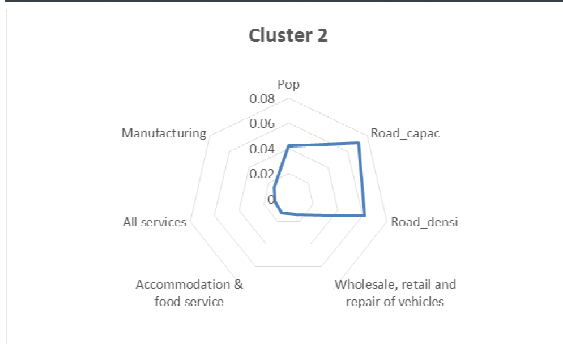 Cluster 2
Pop
0.08
0.06
0.04
0.02
0
Road_capac
Road_densi
Wholesale, retail and
repair of vehicles
Accommodation &
food service
All services
Manufacturing